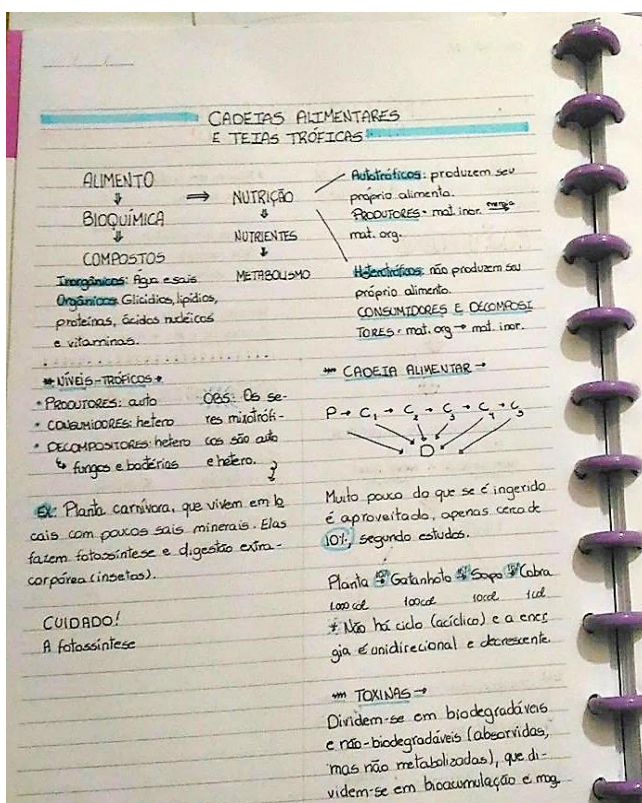 CADEIAS ALIMENTARES
E TEIAS TRÓFICAS
ALIMENTO
⇓
BIOQUÍMICA
⇓
COMPOSTOS
Inorgânicos: Água e sais
Orgânicos: Glicídios, lipídios,
proteínas, ácidos nucléicos
e vitaminas.
⇒ NUTRIÇÃO
⇓
NUTRIENTES
↓
METABOLISMO
Autotróficos: produzem seu
próprio alimento.
PRODUTORES = mat. inor. energia→
mat. org.
Heterotróficos: não produzem seu
próprio alimento.
CONSUMIDORES E DECOMPOSI
TORES = mat. org → mat. inor.
NÍVEIS-TRÓFICOS
• PRODUTORES: auto
• CONSUMIDORES: hetero
• DECOMPOSITORES: hetero
↳ fungos e bactérias
OBS: Os se-
res mixotrófi-
cos são auto
e hetero.
EX: Planta carnívora, que vivem em lo
cais com poucos sais minerais. Elas
fazem fotossíntese e digestão extra-
corpórea (insetos).
CUIDADO!
A fotossíntese
CADEIA ALIMENTAR →
P → C1 → C2 → C3 → C4 → C5
D
Muito pouco do que se é ingerido
é aproveitado, apenas cerca de
10%, segundo estudos.
Planta Gafanhoto Sapo Cobra
1.000 cal 100cal 10cal 1cal
* Não há ciclo (acíclico) e a ener
gia é unidirecional e decrescente.
TOXINAS →
Dividem-se em biodegradáveis
e não-biodegradáveis (absorvidas,
mas não metabolizadas), que di-
videm-se em bioacumulação e mag